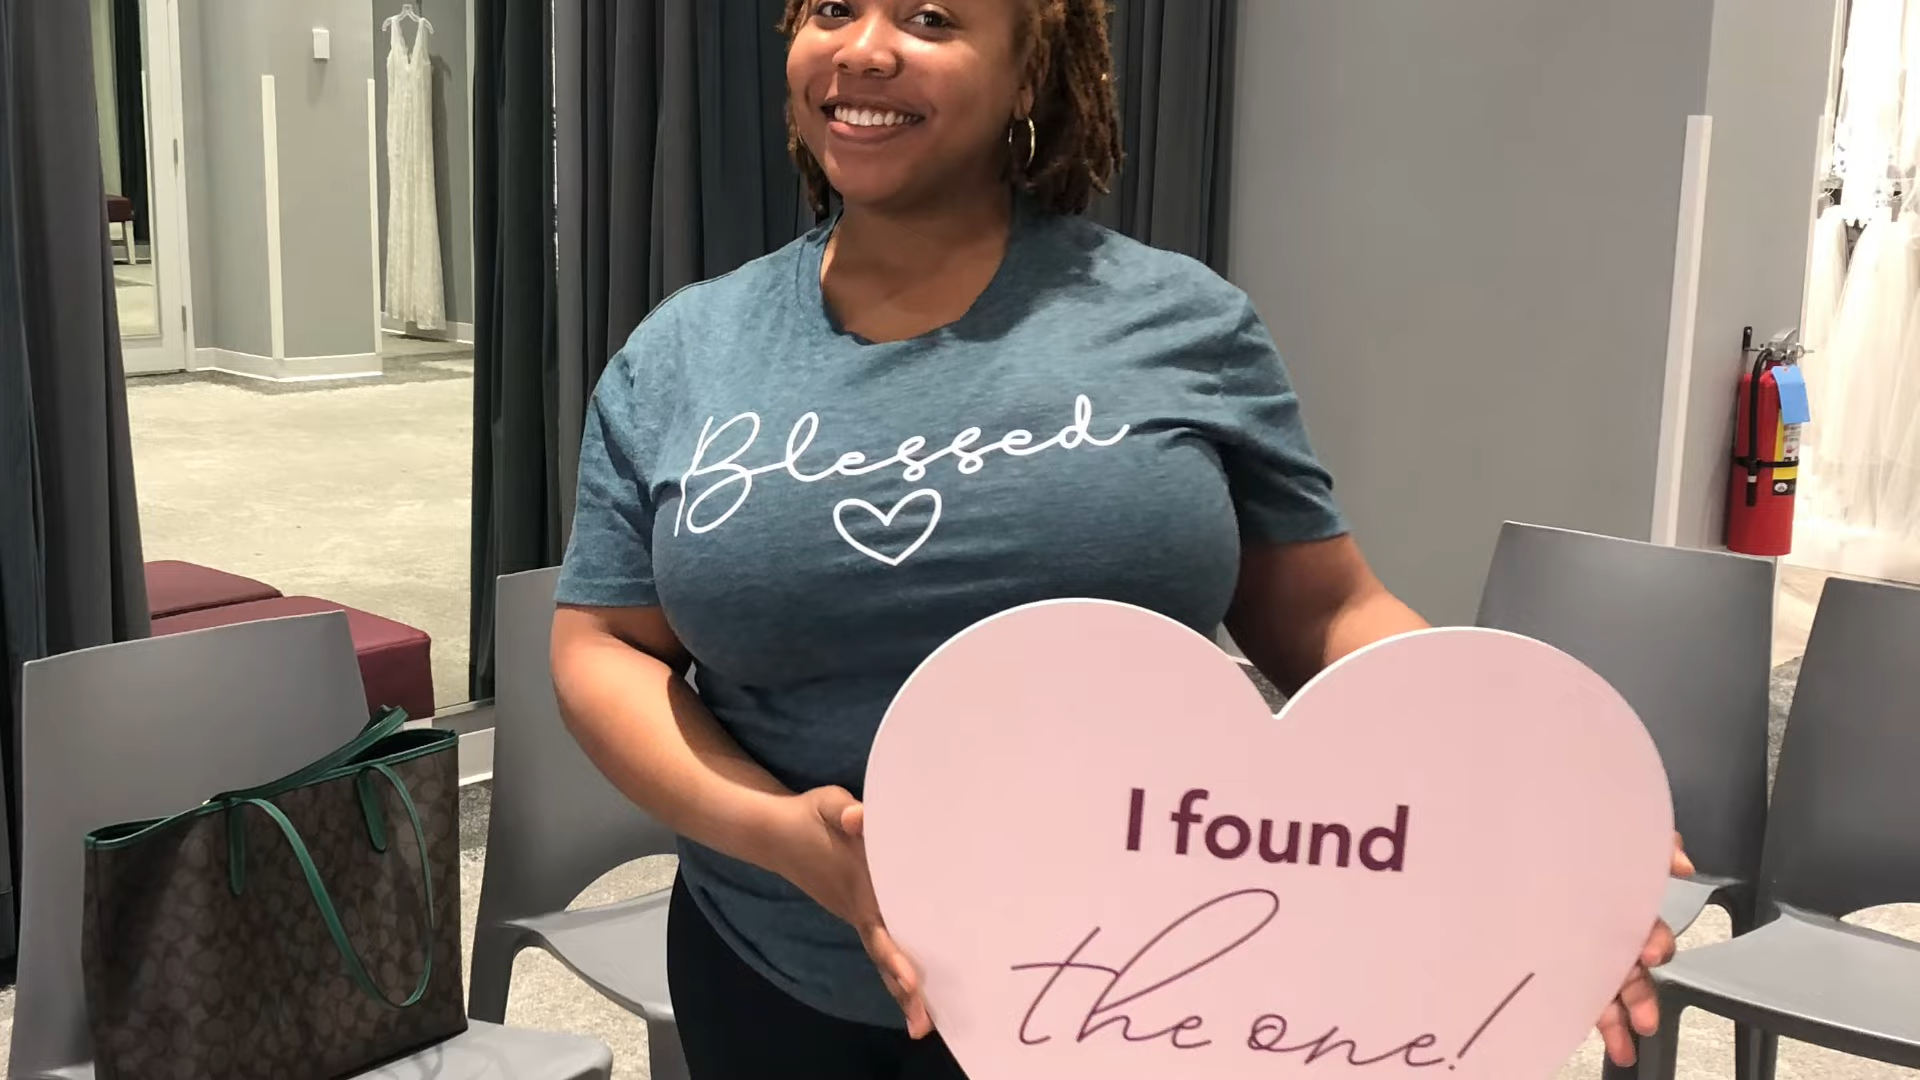 Blessed
I found
the one!